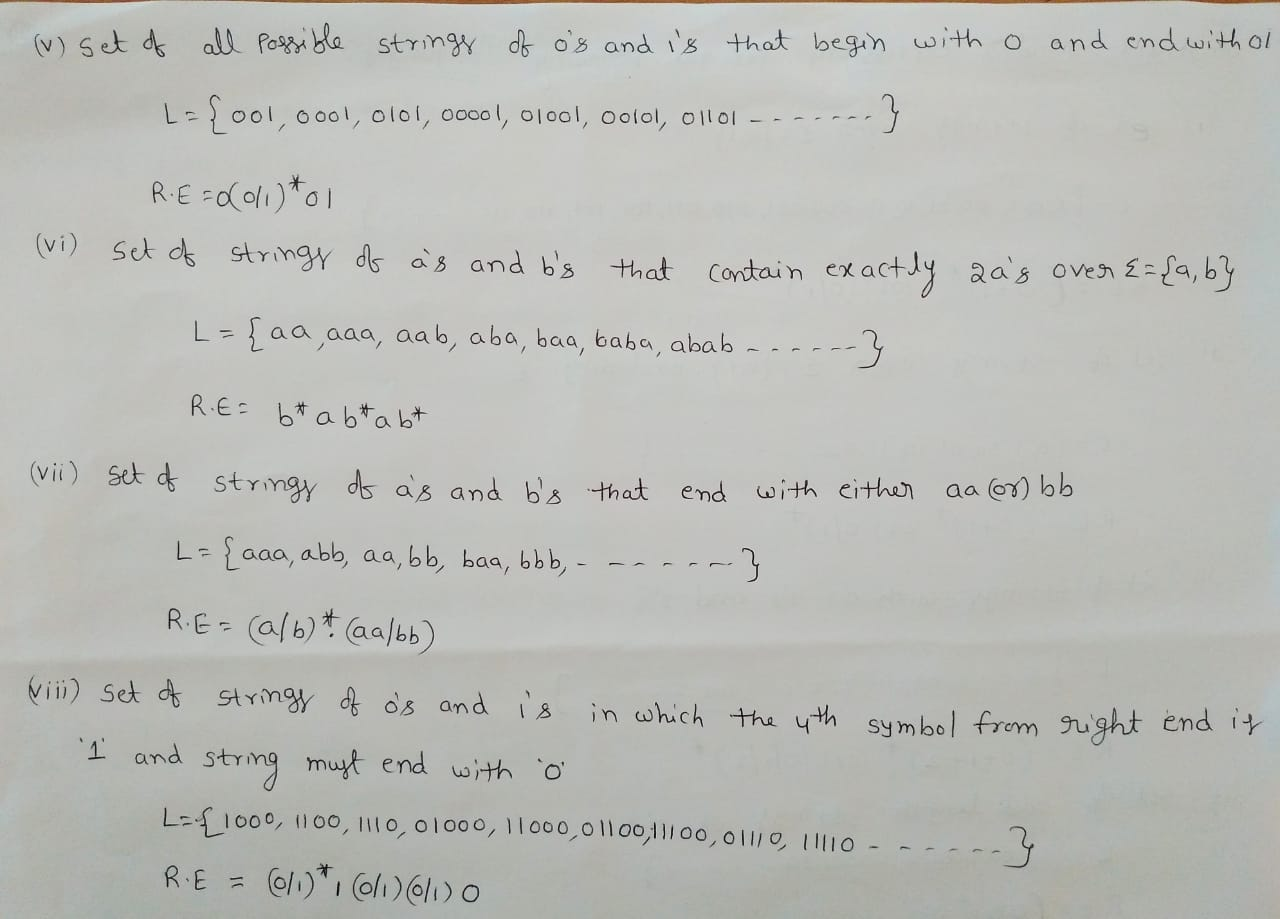 (v) Set of all Possible strings of 0's and 1's that begin with 0 and end with 01
L={001, 0001, 0101, 00001, 01001, 00101, 01101 - - - - - - -}
R.E = 0(0/1)*01
(vi) Set of strings of a's and b's that contain exactly 2a's over Σ={a,b}
L = {aa, aaa, aab, aba, baa, baba, abab - - - - - -}
R.E = b*ab*ab*
(vii) Set of strings of a's and b's that end with either aa (or) bb
L = {aaa, abb, aa, bb, baa, bbb, - - - - - - -}
R.E = (a/b)*.(aa/bb)
(viii) Set of strings of 0's and 1's in which the 4th symbol from right end is
'1' and string must end with '0'
L={1000, 1100, 1110, 01000, 11000, 01100, 11100, 01110, 11110 - - - - - - -}
R.E = (0/1)*1(0/1)(0/1)0